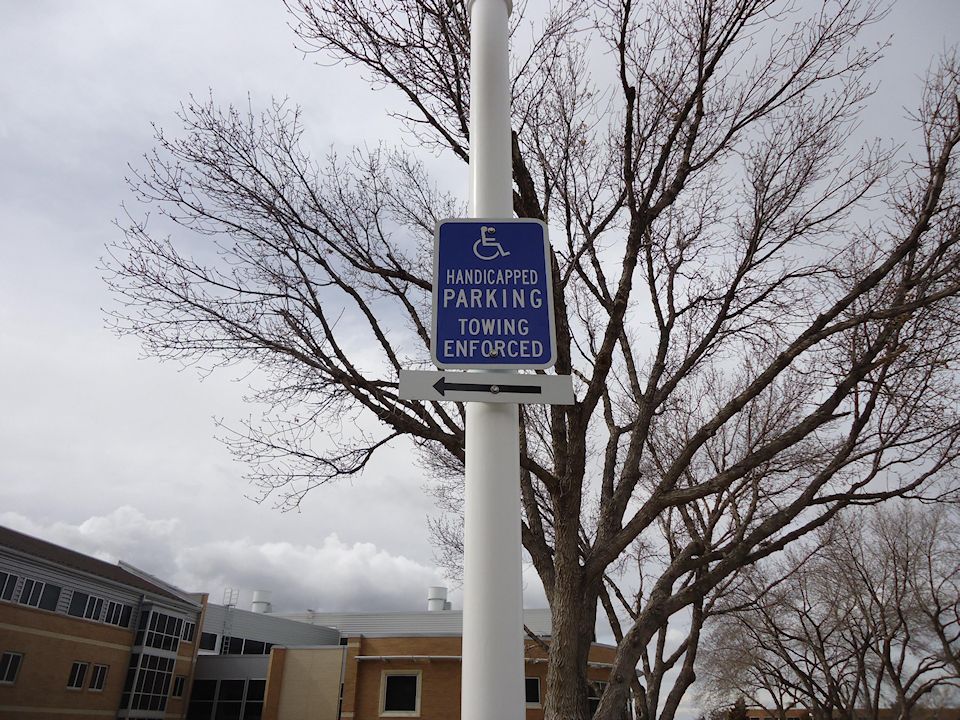 HANDICAPPED
PARKING
TOWING
ENFORCED